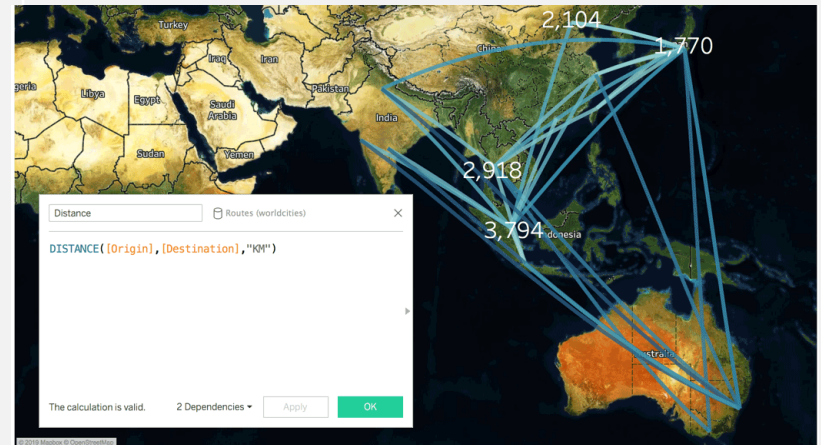 2,104
Turkey
China
1,770
Iraq
Iran
geria
Libya
Egypt
Pakistan
Saudi
Arabia
India
Sudan
Yemen
2,918
3,794
donesia
Distance
Routes (worldcities)
DISTANCE([Origin],[Destination],"KM")
Australia
The calculation is valid.
2 Dependencies
Apply
OK
© 2019 Mapbox © OpenStreetMap